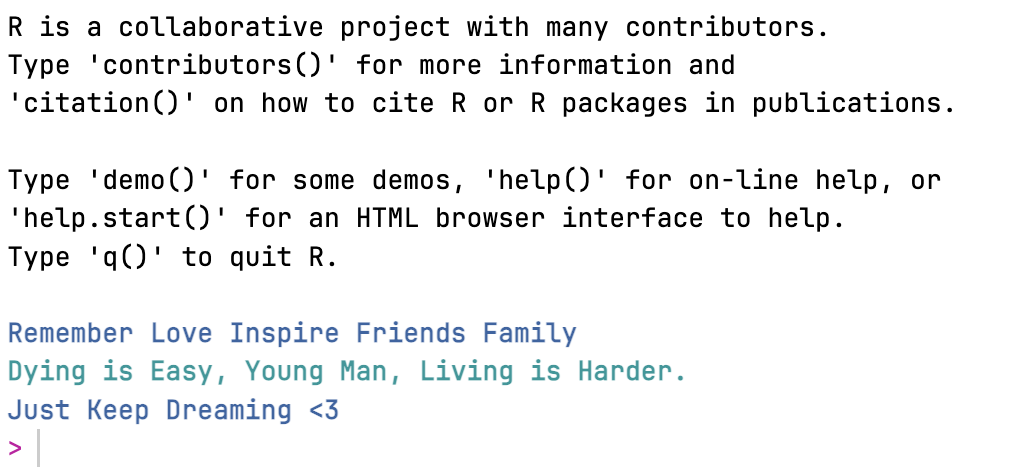 R is a collaborative project with many contributors.
Type 'contributors()' for more information and
'citation()' on how to cite R or R packages in publications.
Type 'demo()' for some demos, 'help()' for on-line help, or
'help.start()' for an HTML browser interface to help.
Type 'q()' to quit R.
Remember Love Inspire Friends Family
Dying is Easy, Young Man, Living is Harder.
Just Keep Dreaming <3
>